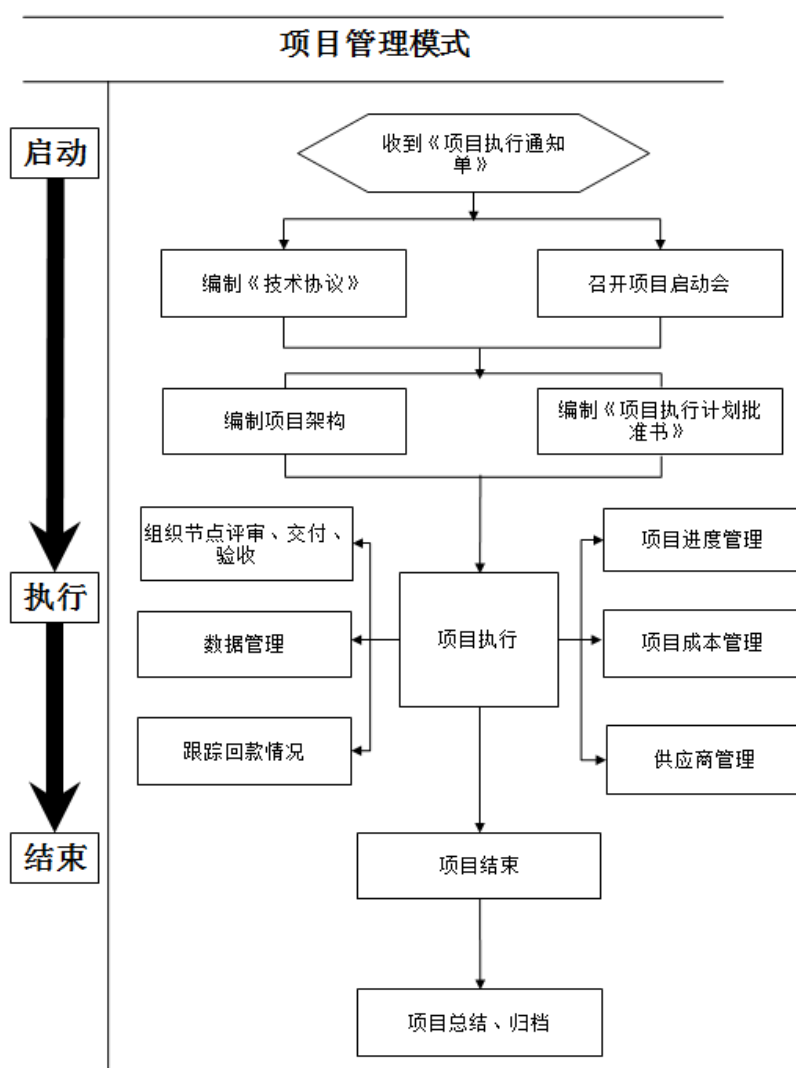 项目管理模式
启动
收到《项目执行通知
单》
编制《技术协议》
召开项目启动会
编制项目架构
编制《项目执行计划批
准书》
组织节点评审、交付、
验收
项目进度管理
执行
项目执行
数据管理
项目成本管理
跟踪回款情况
供应商管理
结束
项目结束
项目总结、归档